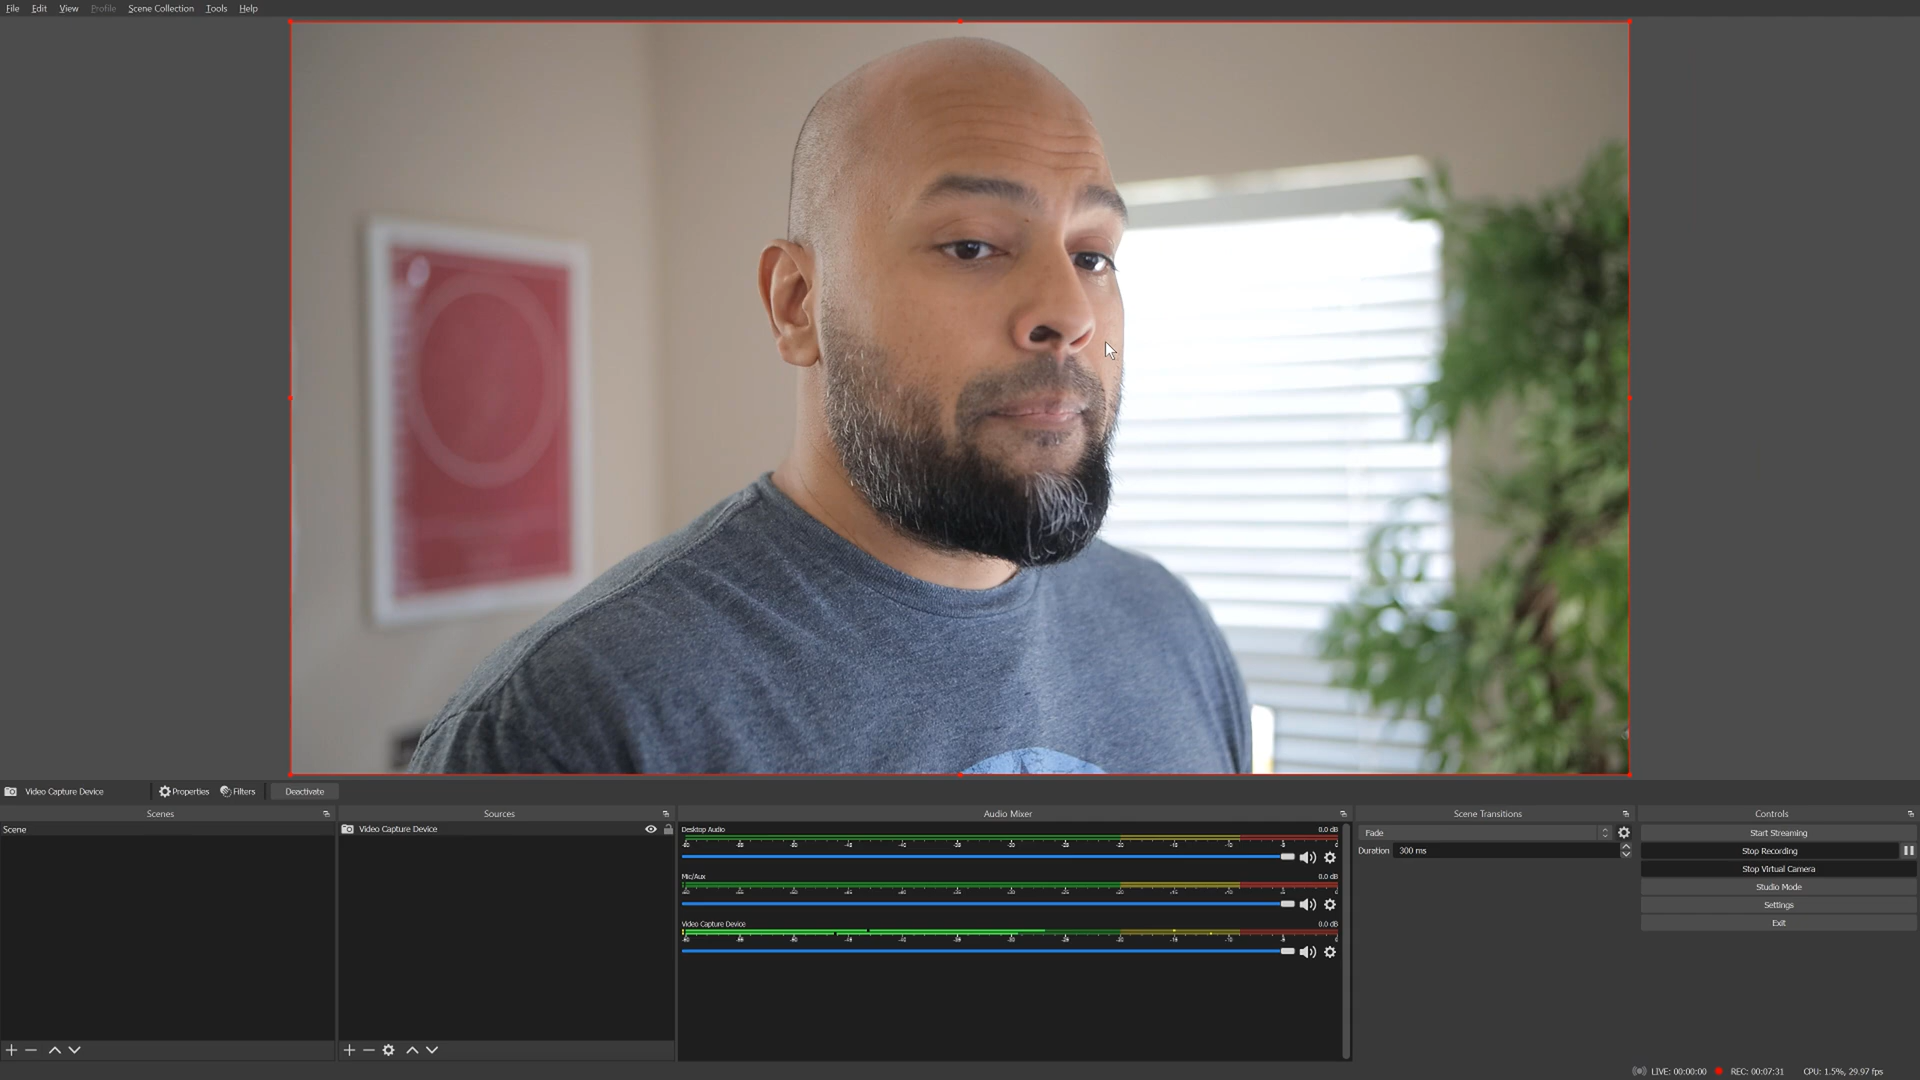 File Edit View Profile Scene Collection Tools Help
Video Capture Device Properties Filters Deactivate
Scenes
Scene
Sources
Video Capture Device
Audio Mixer
Desktop Audio 0.0 dB
Mic/Aux 0.0 dB
Video Capture Device 0.0 dB
Scene Transitions
Fade
Duration 300 ms
Controls
Start Streaming
Stop Recording
Stop Virtual Camera
Studio Mode
Settings
Exit
LIVE: 00:00:00 REC: 00:07:31 CPU: 1.5%, 29.97 fps